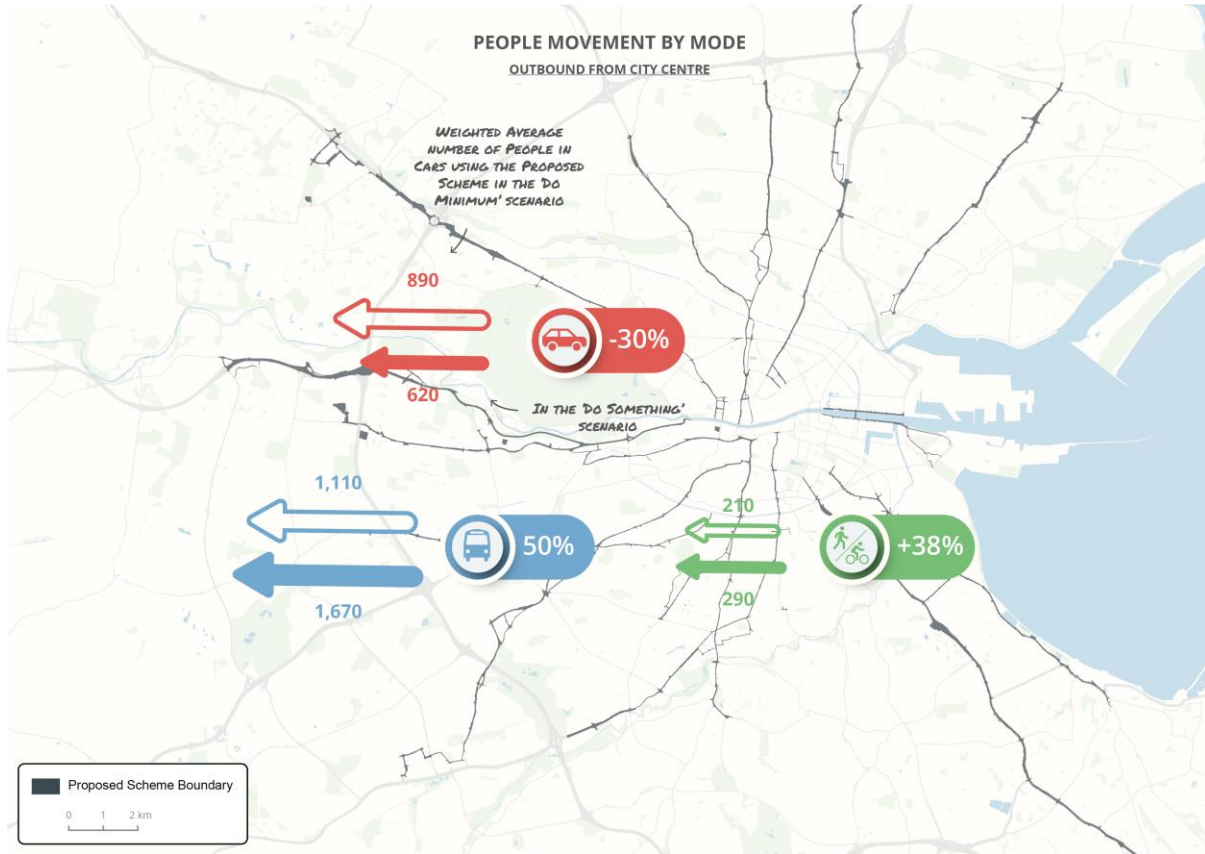 PEOPLE MOVEMENT BY MODE
OUTBOUND FROM CITY CENTRE
WEIGHTED AVERAGE
NUMBER OF PEOPLE IN
CARS USING THE PROPOSED
SCHEME IN THE 'DO
MINIMUM' SCENARIO
890
-30%
620
IN THE 'DO SOMETHING'
SCENARIO
1,110
50%
1,670
210
+38%
290
Proposed Scheme Boundary
0 1 2 km